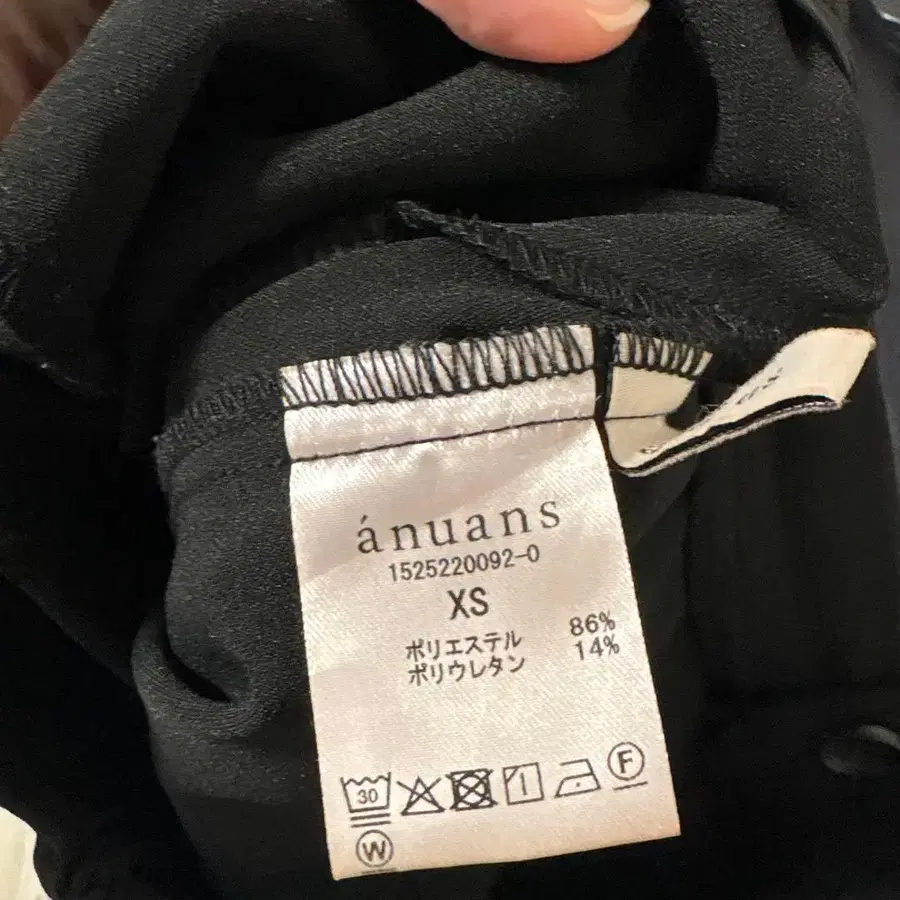 ánuans
1525220092-0
XS
ポリエステル 86%
ポリウレタン 14%
30 F
W